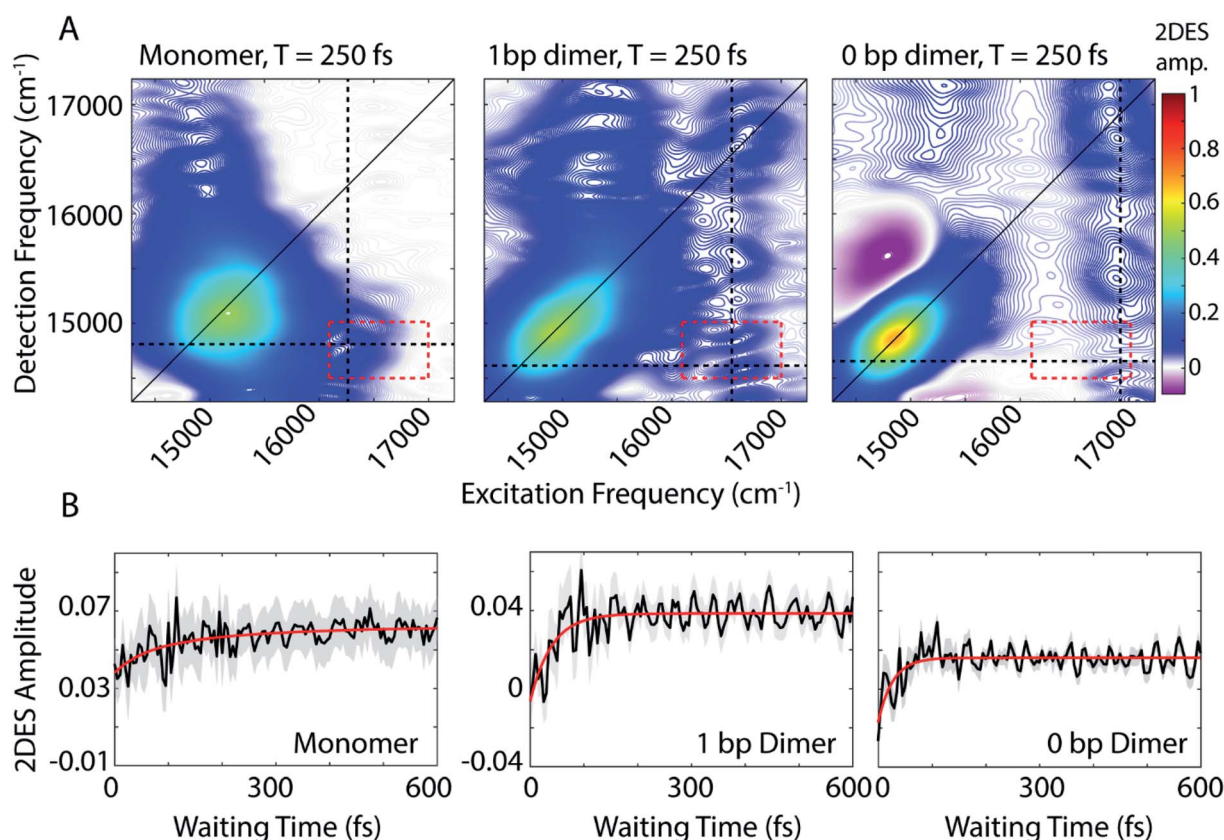 A
Monomer, T = 250 fs
1bp dimer, T = 250 fs
0 bp dimer, T = 250 fs
2DES
amp.
Detection Frequency (cm⁻¹)
17000
16000
15000
1
0.8
0.6
0.4
0.2
0
15000 16000 17000
15000 16000 17000
15000 16000 17000
Excitation Frequency (cm⁻¹)
B
2DES Amplitude
0.07
0.03
-0.01
Monomer
0 300 600
Waiting Time (fs)
0.04
0
-0.04
1 bp Dimer
0 300 600
Waiting Time (fs)
0 bp Dimer
0 300 600
Waiting Time (fs)